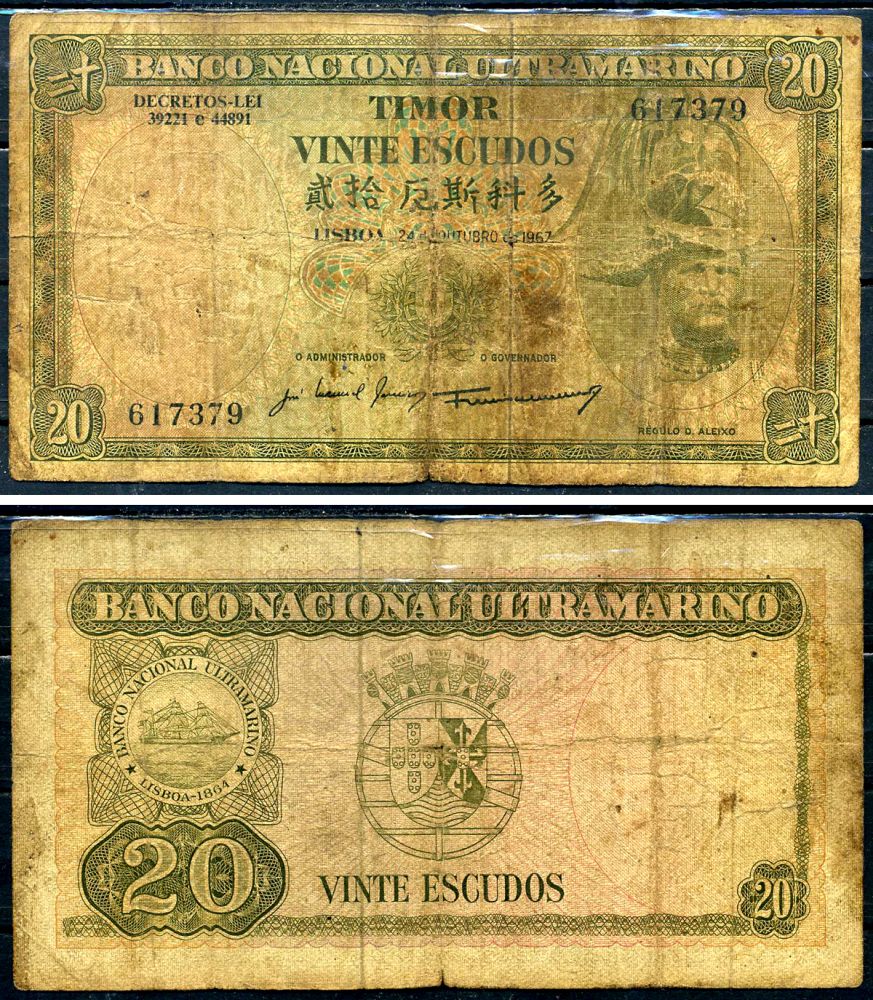 二十
BANCO NACIONAL ULTRAMARINO
20
DECRETOS-LEI
39221 e 44891
TIMOR
617379
VINTE ESCUDOS
貳拾厄斯科多
LISBOA, 24 de OUTUBRO de 1967
O ADMINISTRADOR
O GOVERNADOR
20
617379
RÉGULO D. ALEIXO
二十
BANCO NACIONAL ULTRAMARINO
BANCO NACIONAL ULTRAMARINO
LISBOA-1864
20
VINTE ESCUDOS
20